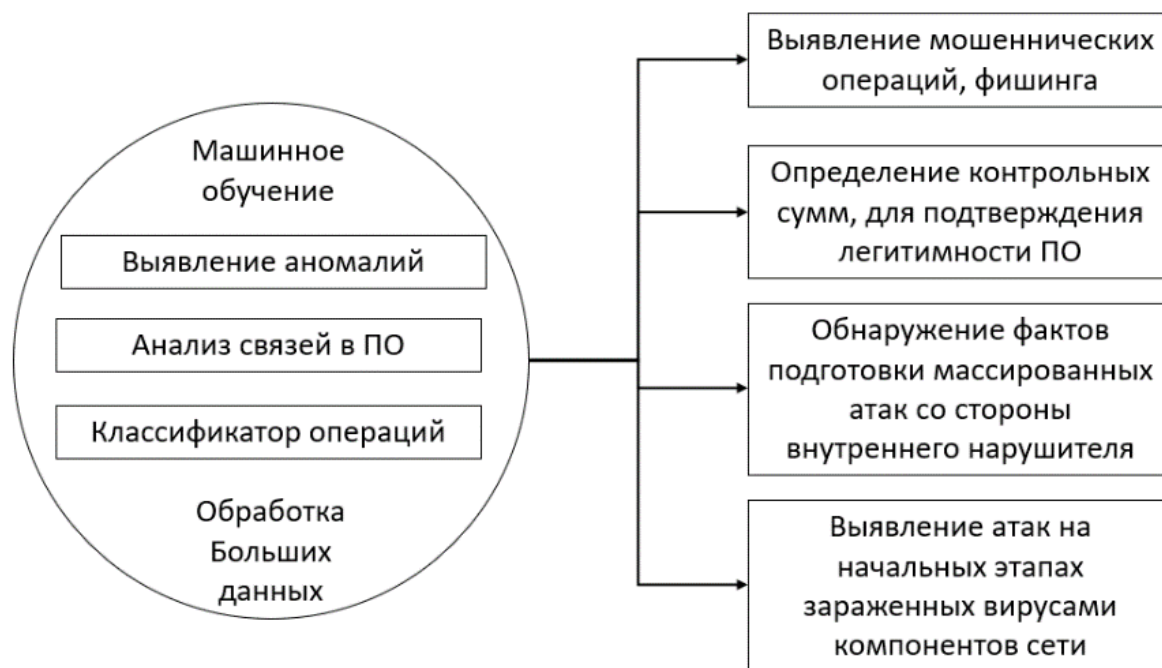 Машинное
обучение
Выявление аномалий
Анализ связей в ПО
Классификатор операций
Обработка
Больших
данных
Выявление мошеннических
операций, фишинга
Определение контрольных
сумм, для подтверждения
легитимности ПО
Обнаружение фактов
подготовки массированных
атак со стороны
внутреннего нарушителя
Выявление атак на
начальных этапах
зараженных вирусами
компонентов сети